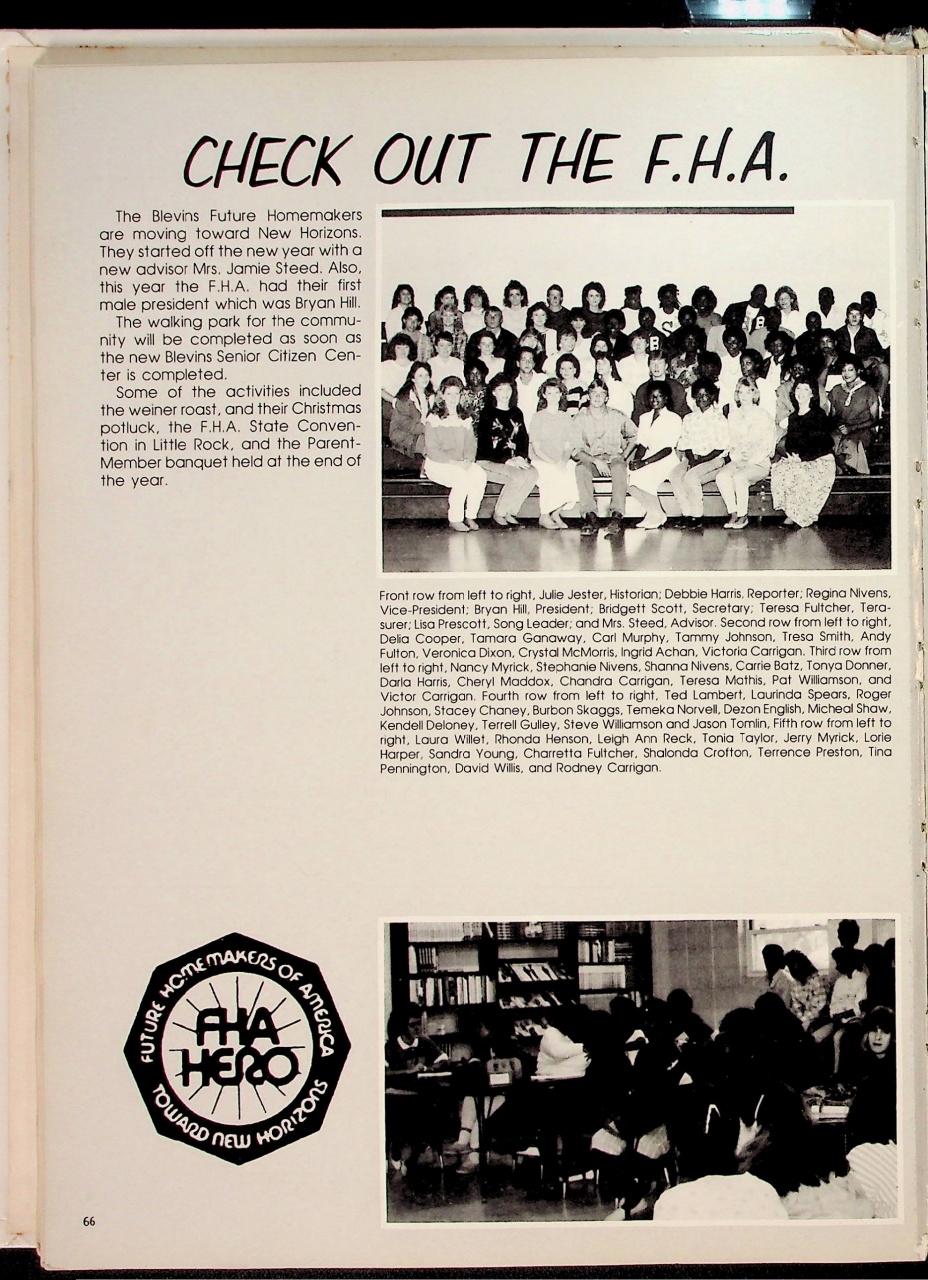 CHECK OUT THE F.H.A.
The Blevins Future Homemakers
are moving toward New Horizons.
They started off the new year with a
new advisor Mrs. Jamie Steed. Also,
this year the F.H.A. had their first
male president which was Bryan Hill.
The walking park for the commu-
nity will be completed as soon as
the new Blevins Senior Citizen Cen-
ter is completed.
Some of the activities included
the weiner roast, and their Christmas
potluck, the F.H.A. State Conven-
tion in Little Rock, and the Parent-
Member banquet held at the end of
the year.
S
B
B
Front row from left to right, Julie Jester, Historian; Debbie Harris, Reporter; Regina Nivens,
Vice-President; Bryan Hill, President; Bridgett Scott, Secretary; Teresa Fultcher, Tera-
surer; Lisa Prescott, Song Leader; and Mrs. Steed, Advisor. Second row from left to right,
Delia Cooper, Tamara Ganaway, Carl Murphy, Tammy Johnson, Tresa Smith, Andy
Fulton, Veronica Dixon, Crystal McMorris, Ingrid Achan, Victoria Carrigan. Third row from
left to right, Nancy Myrick, Stephanie Nivens, Shanna Nivens, Carrie Batz, Tonya Donner,
Darla Harris, Cheryl Maddox, Chandra Carrigan, Teresa Mathis, Pat Williamson, and
Victor Carrigan. Fourth row from left to right, Ted Lambert, Laurinda Spears, Roger
Johnson, Stacey Chaney, Burbon Skaggs, Temeka Norvell, Dezon English, Micheal Shaw,
Kendell Deloney, Terrell Gulley, Steve Williamson and Jason Tomlin, Fifth row from left to
right, Laura Willet, Rhonda Henson, Leigh Ann Reck, Tonia Taylor, Jerry Myrick, Lorie
Harper, Sandra Young, Charretta Fultcher, Shalonda Crofton, Terrence Preston, Tina
Pennington, David Willis, and Rodney Carrigan.
FUTURE HOMEMAKERS OF AMERICA
FHA
HERO
TOWARD NEW HORIZONS
66